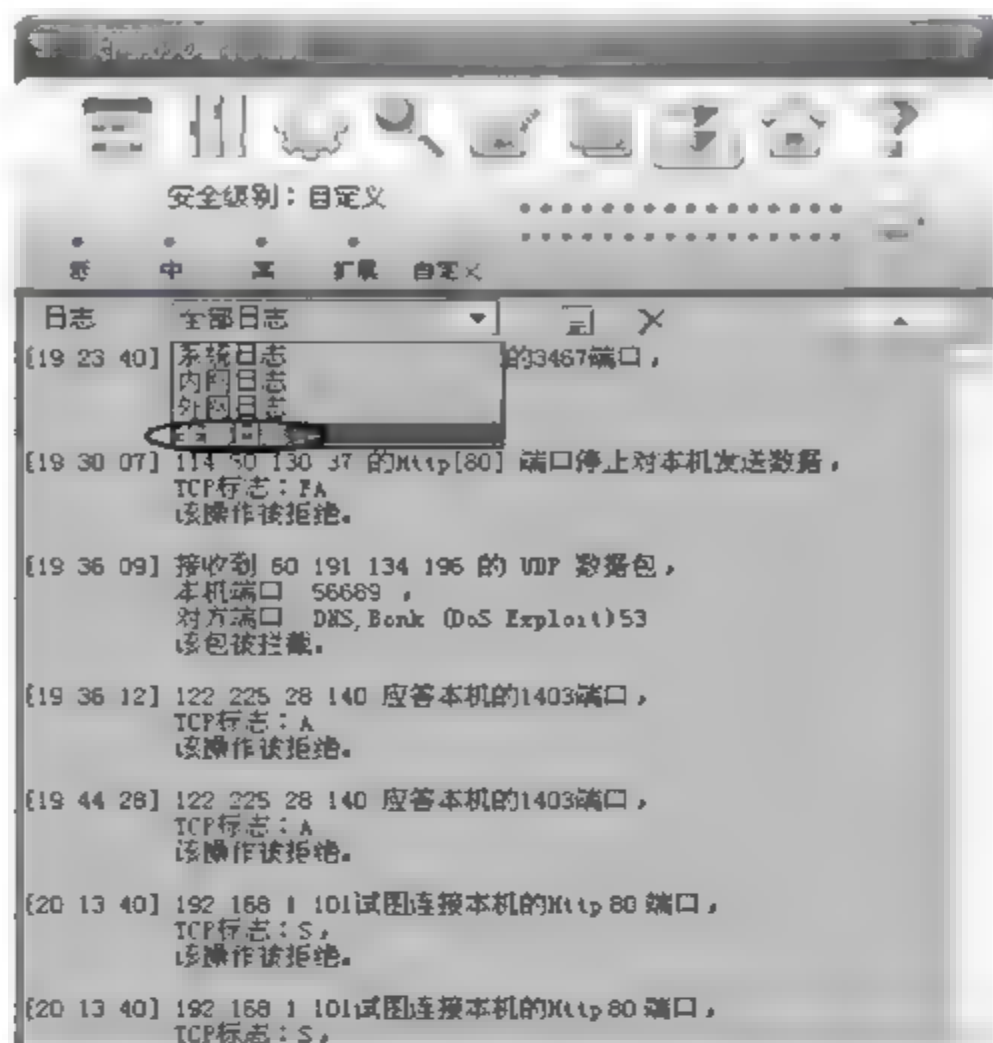 安全级别：自定义
低 中 高 扩展 自定义
日志 全部日志
[19 23 40] 的3467端口，
系统日志
内网日志
外网日志
[19 30 07] 114 50 130 37 的Http[80] 端口停止对本机发送数据，
TCP标志：FA
该操作被拒绝。
[19 36 09] 接收到 60 191 134 196 的 UDP 数据包，
本机端口 56689 ，
对方端口 DNS,Bonk (DoS Exploit)53
该包被拦截。
[19 36 12] 122 225 28 140 应答本机的1403端口，
TCP标志：A
该操作被拒绝。
[19 44 28] 122 225 28 140 应答本机的1403端口，
TCP标志：A
该操作被拒绝。
[20 13 40] 192 168 1 101试图连接本机的Http 80 端口，
TCP标志：S，
该操作被拒绝。
[20 13 40] 192 168 1 101试图连接本机的Http 80 端口，
TCP标志：S，